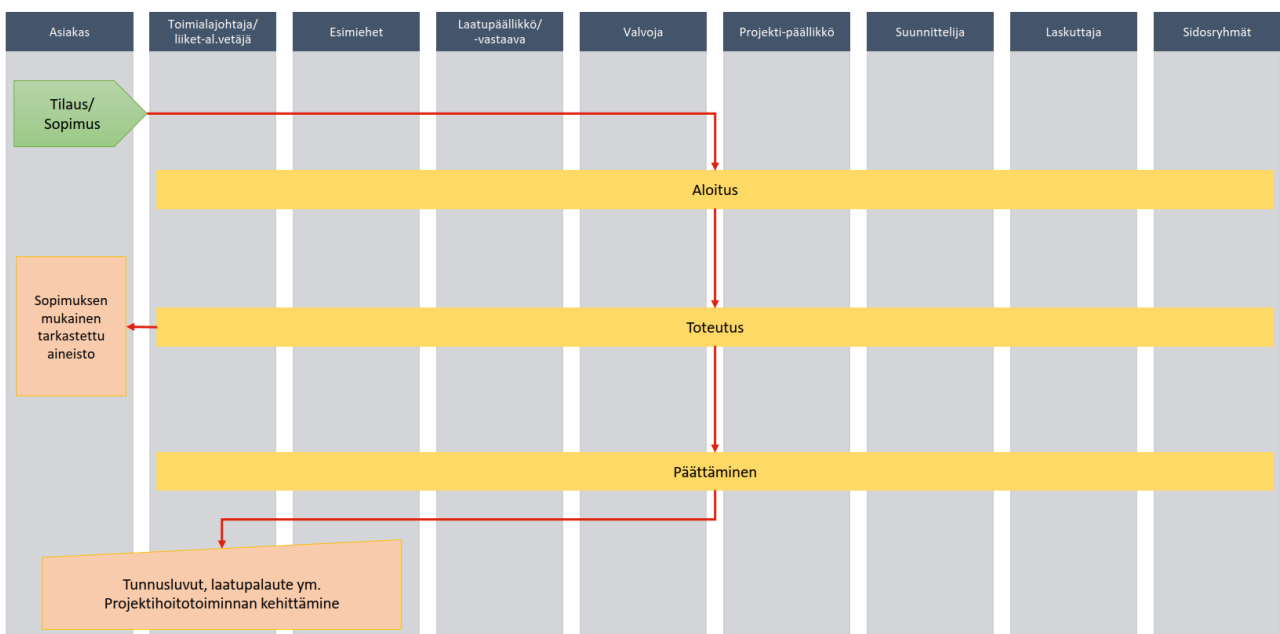 Asiakas
Toimialajohtaja/
liiket-al.vetäjä
Esimiehet
Laatupäällikkö/
-vastaava
Valvoja
Projekti-päällikkö
Suunnittelija
Laskuttaja
Sidosryhmät
Tilaus/
Sopimus
Aloitus
Sopimuksen
mukainen
tarkastettu
aineisto
Toteutus
Päättäminen
Tunnusluvut, laatupalaute ym.
Projektihoitotoiminnan kehittäminen